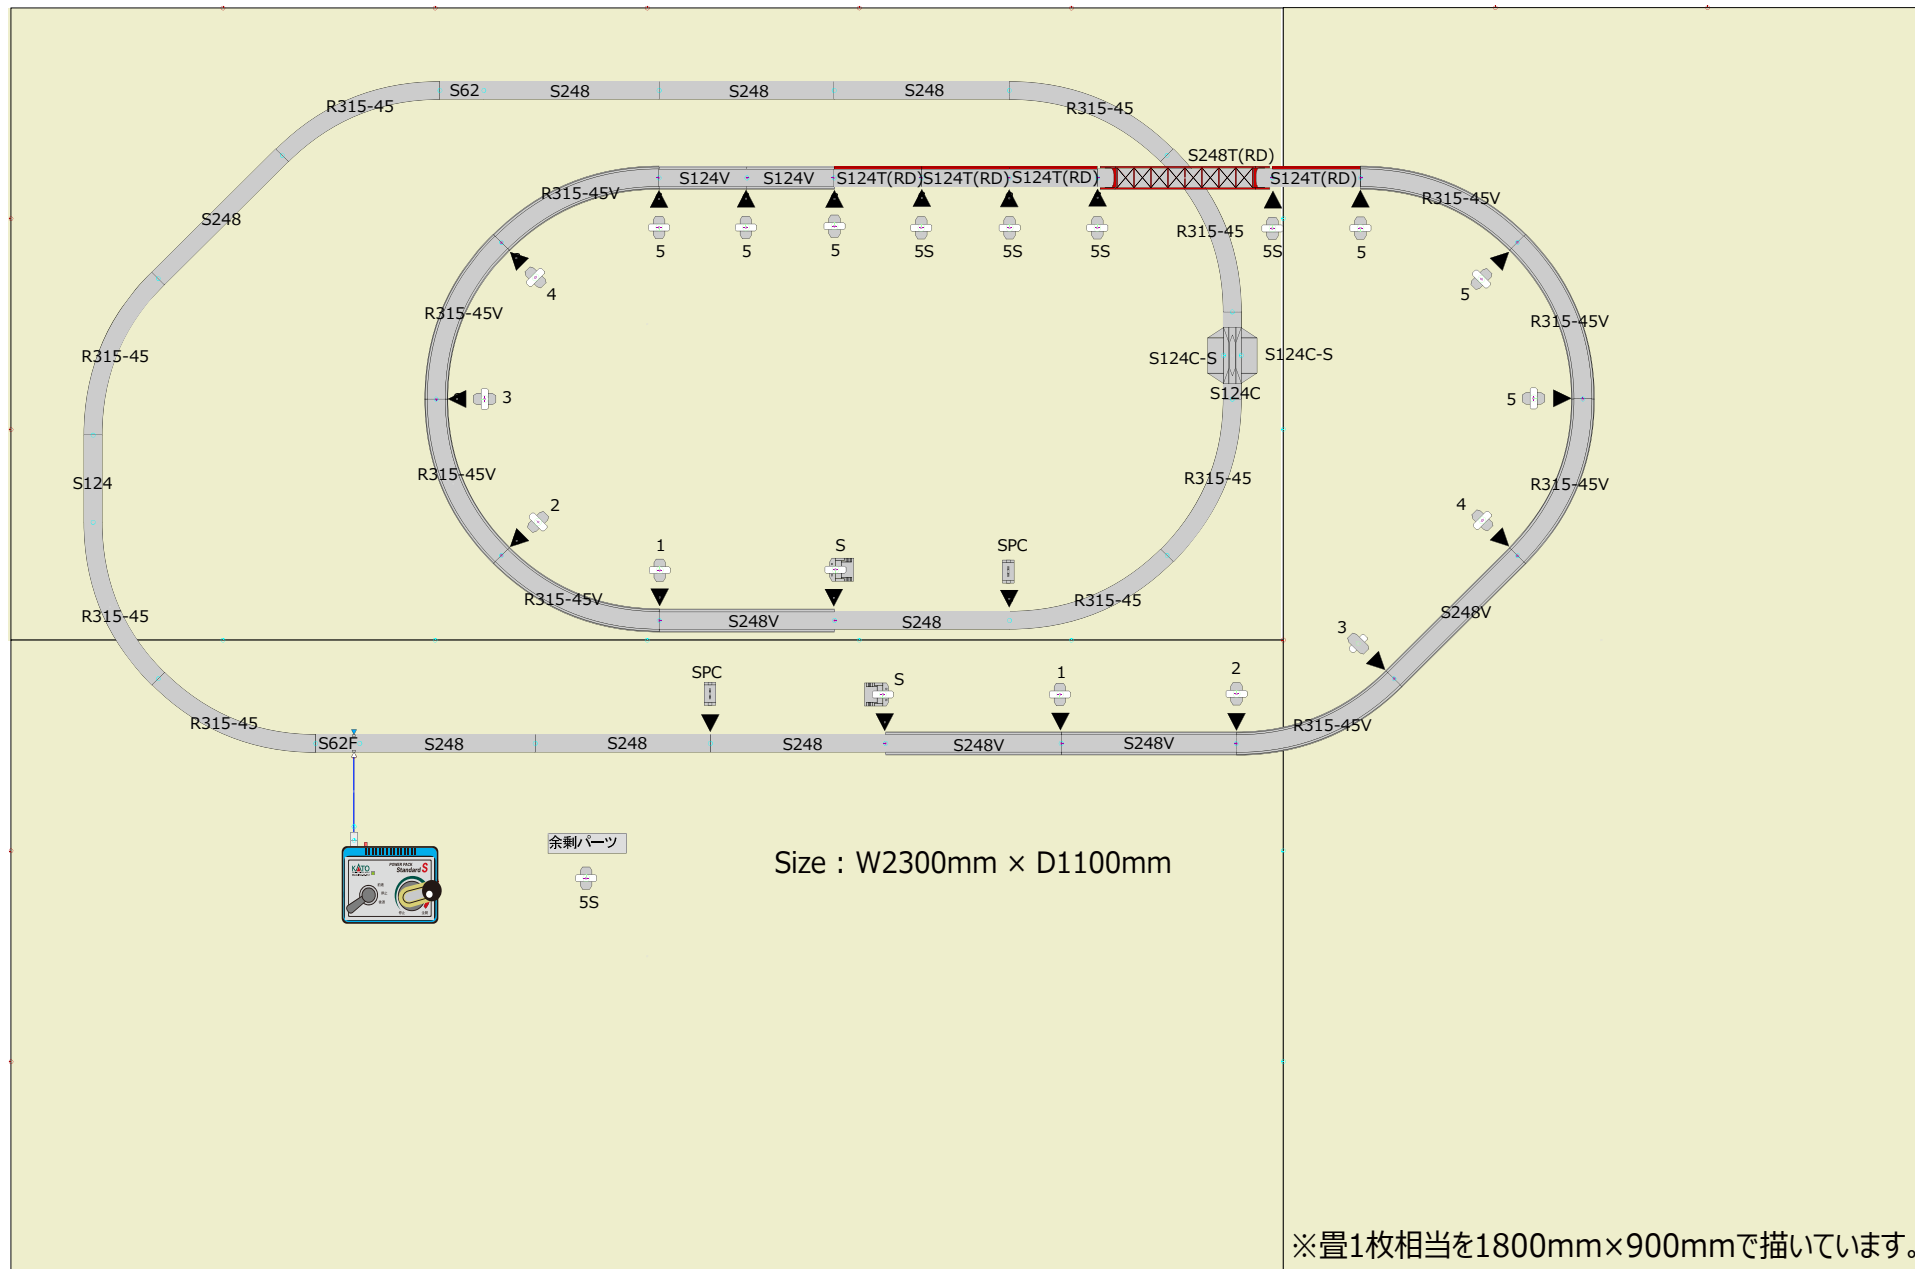 S62 S248 S248 S248
R315-45 R315-45
S248T(RD)
S124V S124V S124T(RD) S124T(RD) S124T(RD) S124T(RD)
R315-45V R315-45V
S248 R315-45
5 5 5 5S 5S 5S 5S 5
4 5
R315-45V R315-45V
R315-45 S124C-S S124C-S
S124C
3 5
R315-45V R315-45 R315-45V
S124
2 4
1 S SPC
R315-45V R315-45
S248V
R315-45 S248V S248
3
SPC S 1 2
R315-45 R315-45V
S62F S248 S248 S248 S248V S248V
余剰パーツ
5S
Size : W2300mm × D1100mm
KATO
POWER PACK
Standard S
※畳1枚相当を1800mm×900mmで描いています。